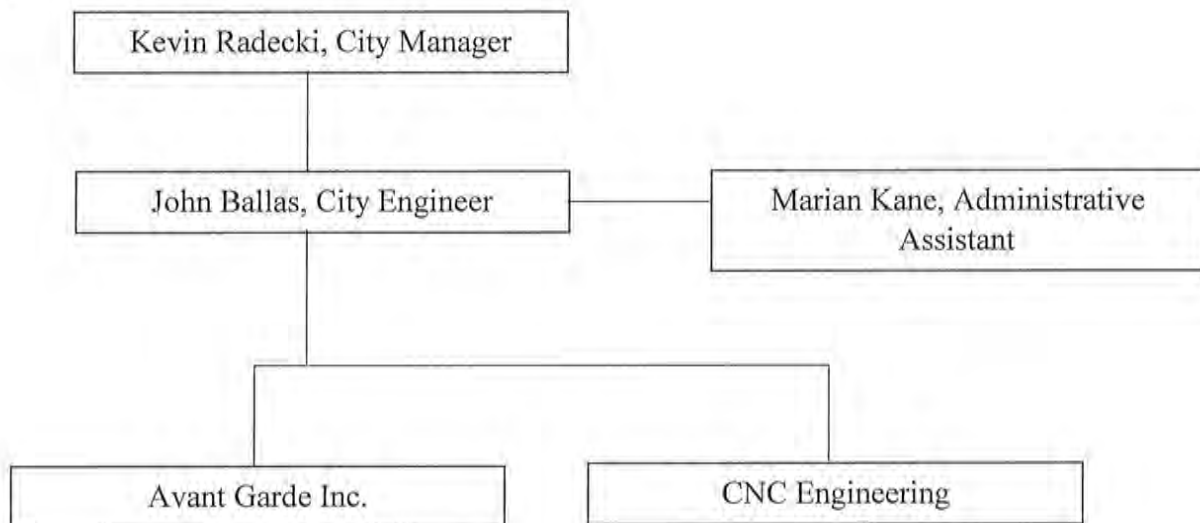 Kevin Radecki, City Manager
John Ballas, City Engineer
Marian Kane, Administrative
Assistant
Avant Garde Inc.
CNC Engineering